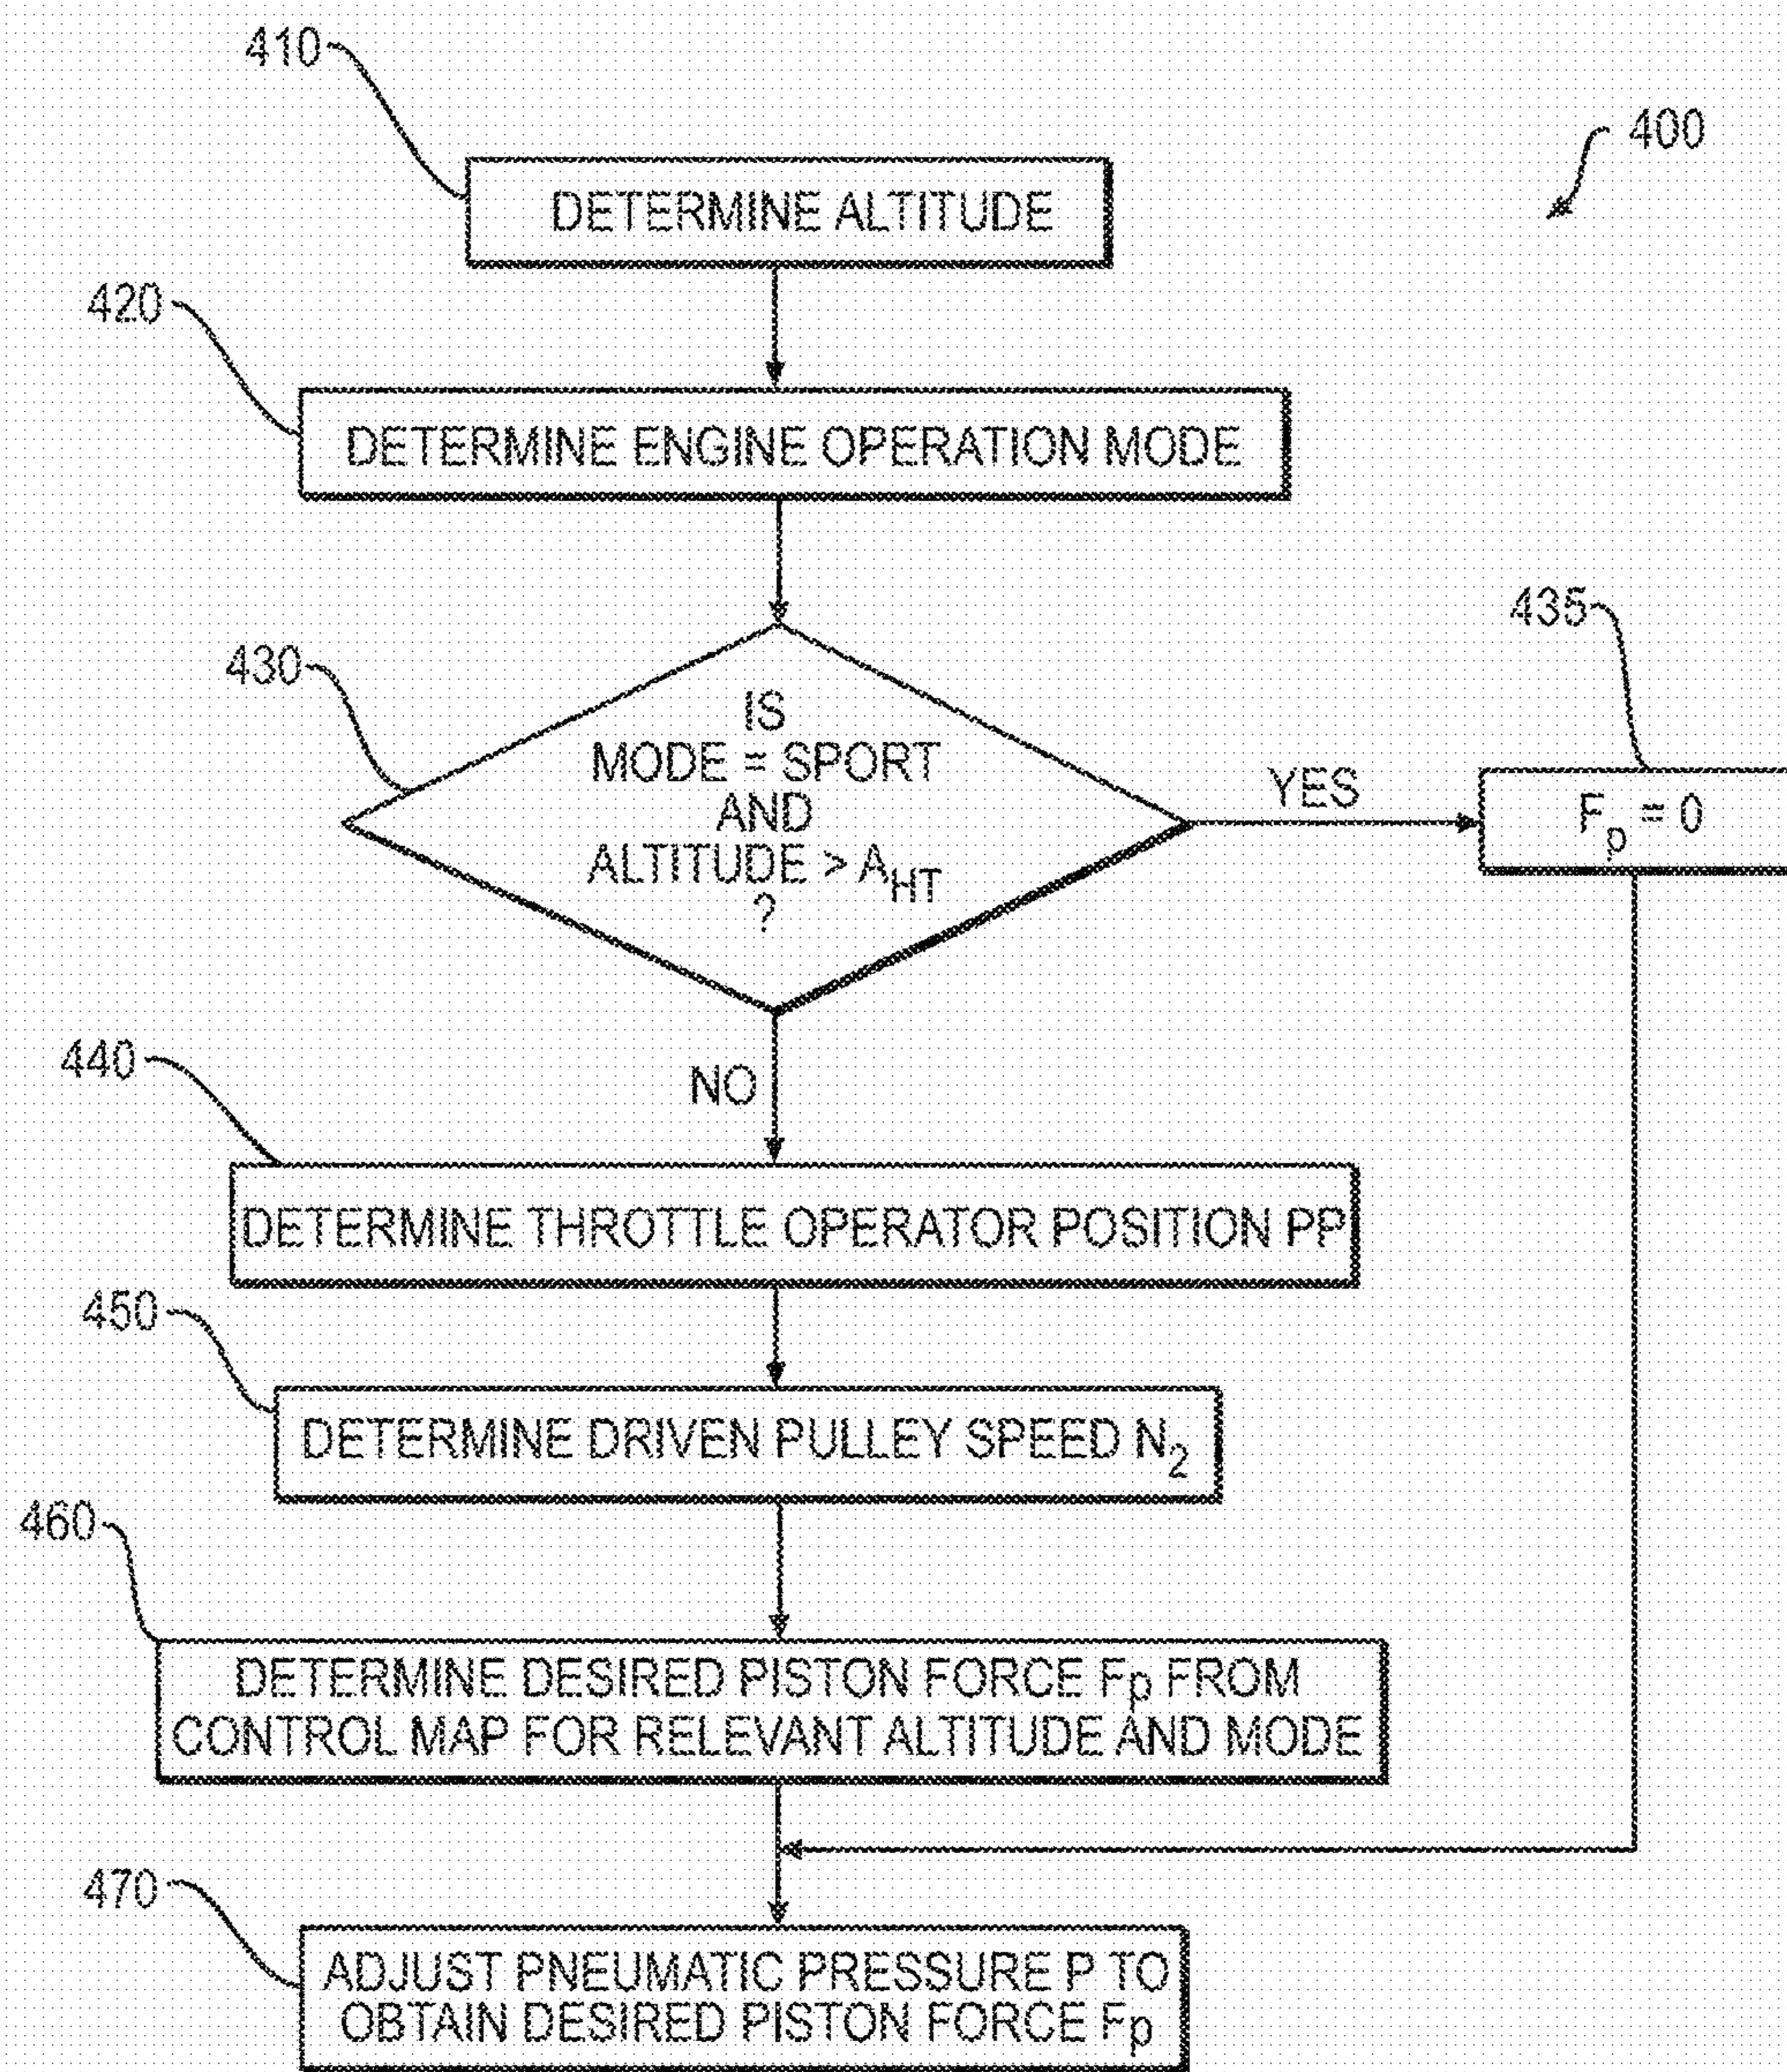 410
400
DETERMINE ALTITUDE
420
DETERMINE ENGINE OPERATION MODE
430
IS
MODE = SPORT
AND
ALTITUDE > A_HT
?
YES
435
F_p = 0
NO
440
DETERMINE THROTTLE OPERATOR POSITION PP
450
DETERMINE DRIVEN PULLEY SPEED N₂
460
DETERMINE DESIRED PISTON FORCE Fp FROM
CONTROL MAP FOR RELEVANT ALTITUDE AND MODE
470
ADJUST PNEUMATIC PRESSURE P TO
OBTAIN DESIRED PISTON FORCE Fp